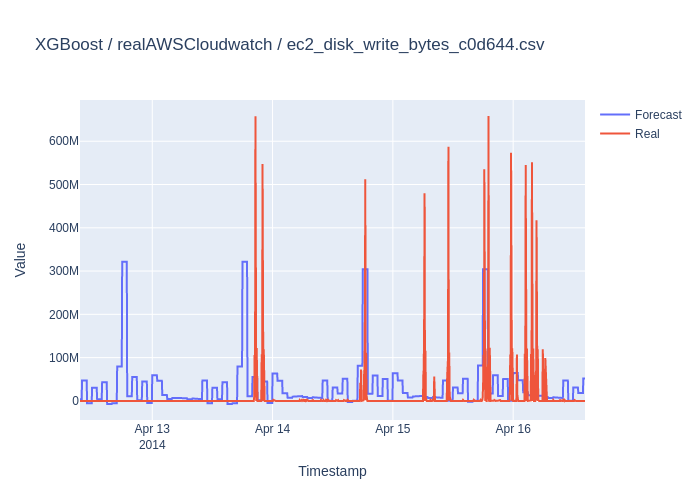 XGBoost / realAWSCloudwatch / ec2_disk_write_bytes_c0d644.csv
Forecast
Real
600M
500M
400M
300M
200M
100M
0
Value
Apr 13
2014
Apr 14
Apr 15
Apr 16
Timestamp